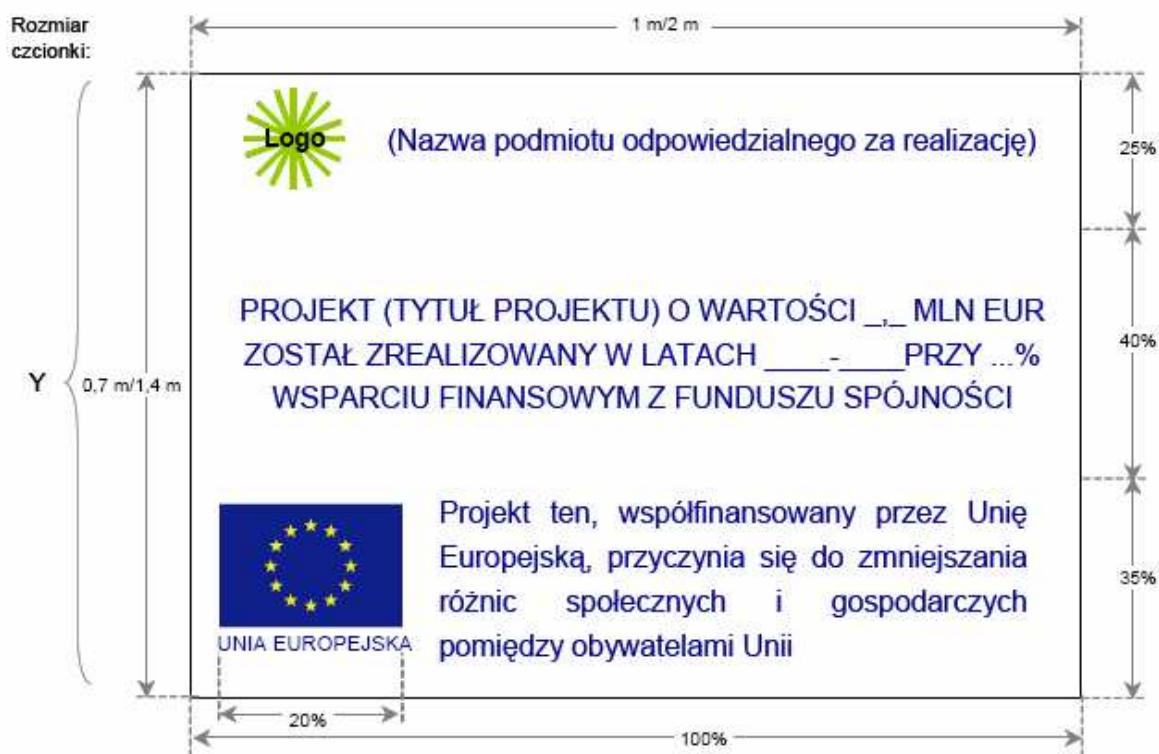 Rozmiar
czcionki:
1 m/2 m
Logo
(Nazwa podmiotu odpowiedzialnego za realizację)
25%
PROJEKT (TYTUŁ PROJEKTU) O WARTOŚCI _,_ MLN EUR
ZOSTAŁ ZREALIZOWANY W LATACH ____-____PRZY ...%
WSPARCIU FINANSOWYM Z FUNDUSZU SPÓJNOŚCI
40%
Y
0,7 m/1,4 m
Projekt ten, współfinansowany przez Unię
Europejską, przyczynia się do zmniejszania
różnic społecznych i gospodarczych
pomiędzy obywatelami Unii
35%
UNIA EUROPEJSKA
20%
100%